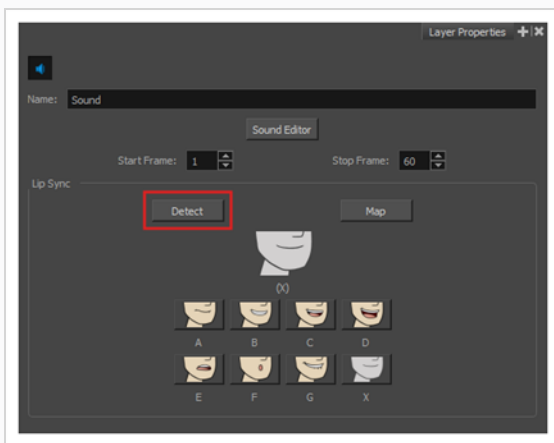 Layer Properties
Name: Sound
Sound Editor
Start Frame: 1 Stop Frame: 60
Lip Sync
Detect Map
(X)
A B C D
E F G X